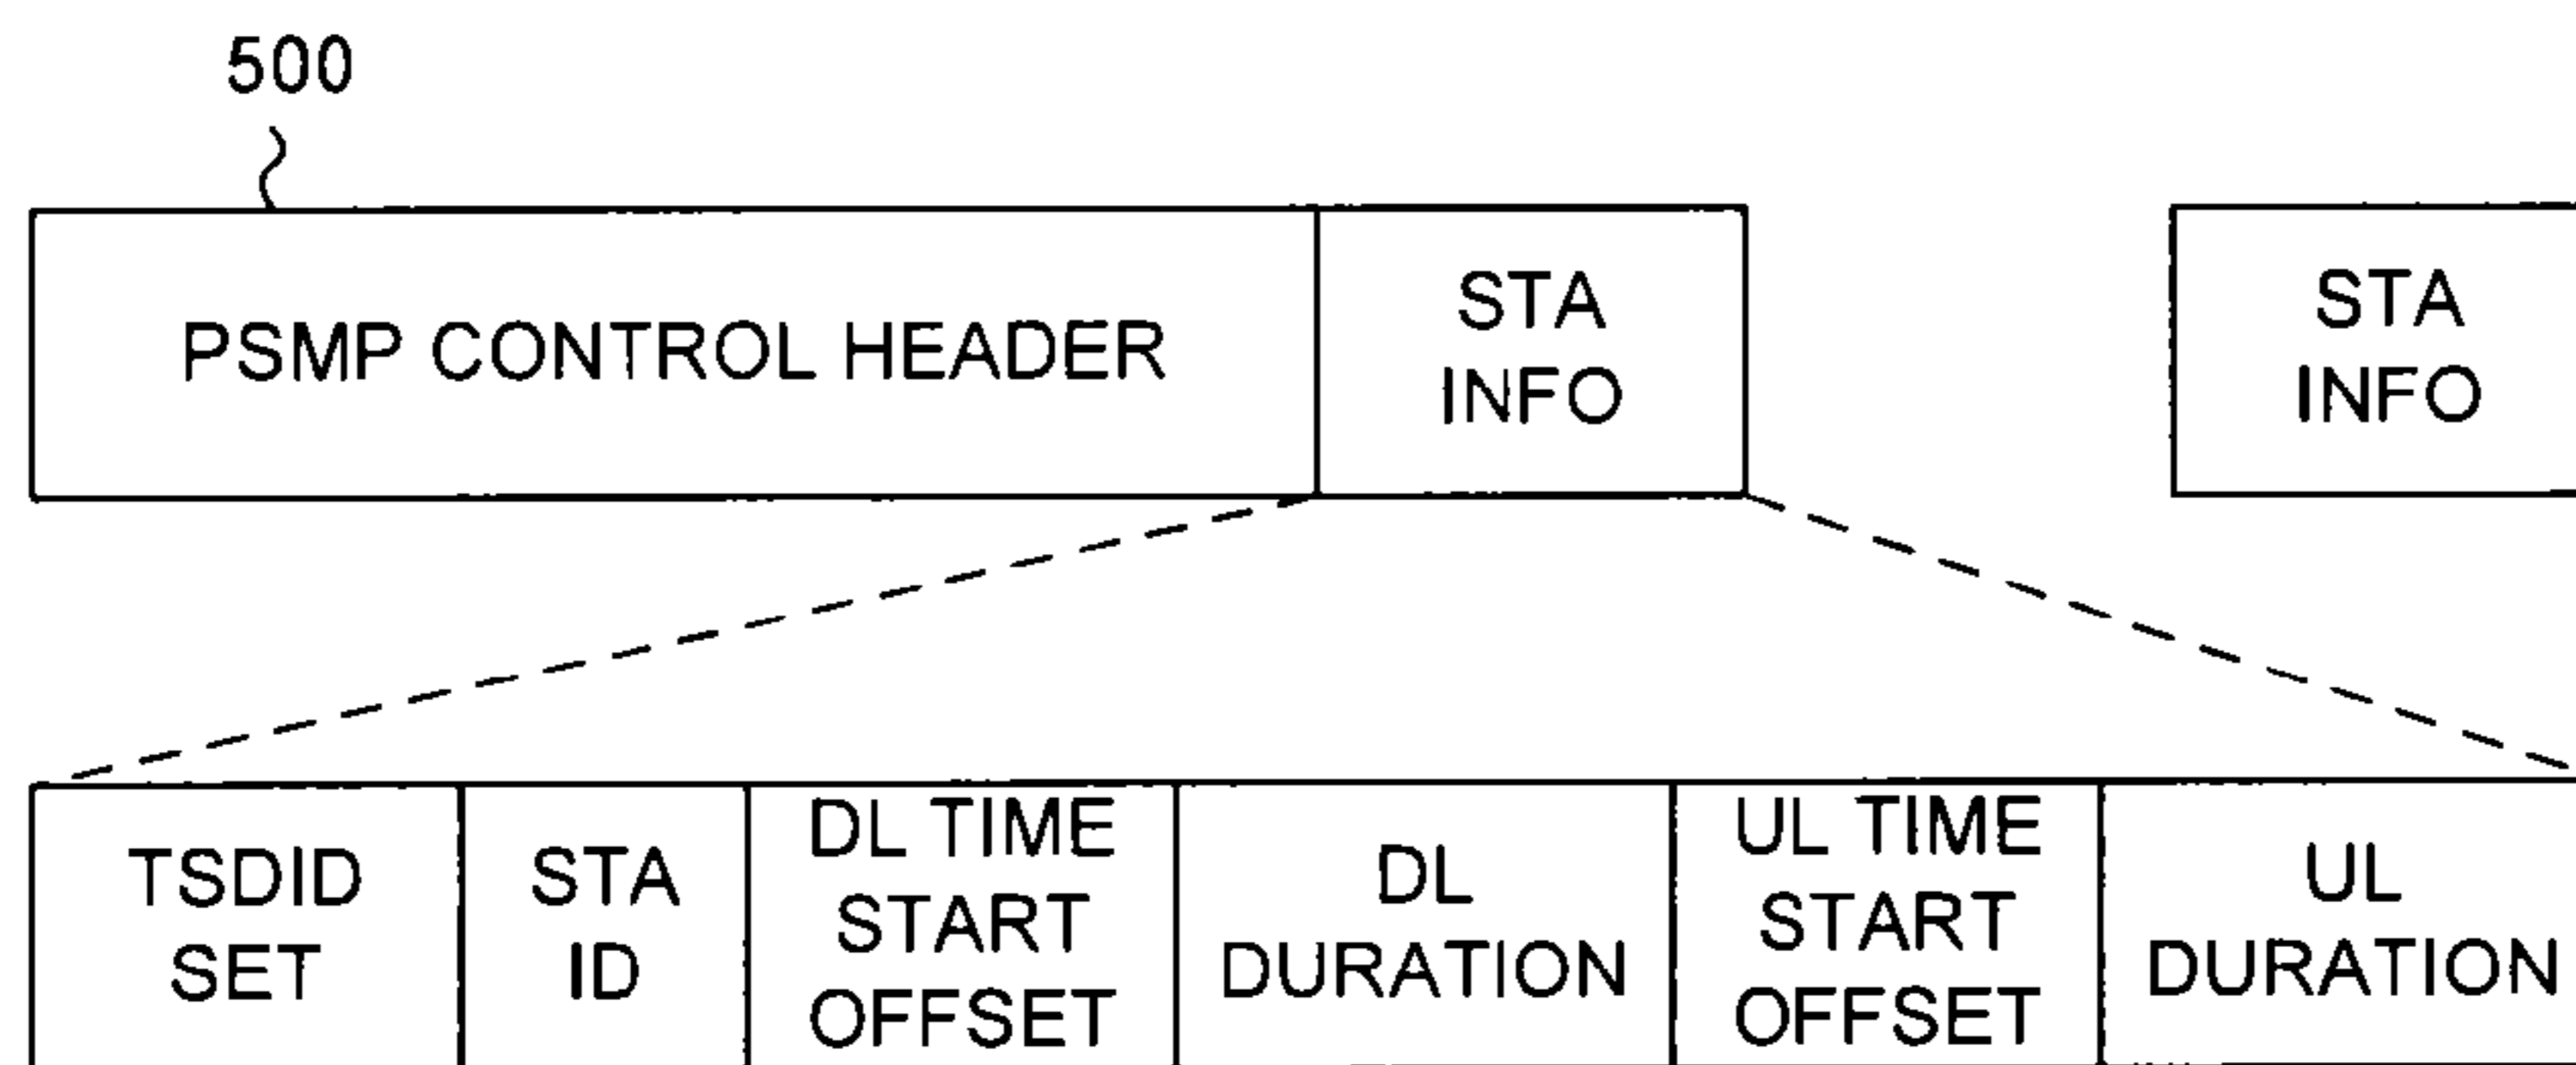 500
PSMP CONTROL HEADER
STA
INFO
STA
INFO
TSDID
SET
STA
ID
DL TIME
START
OFFSET
DL
DURATION
UL TIME
START
OFFSET
UL
DURATION